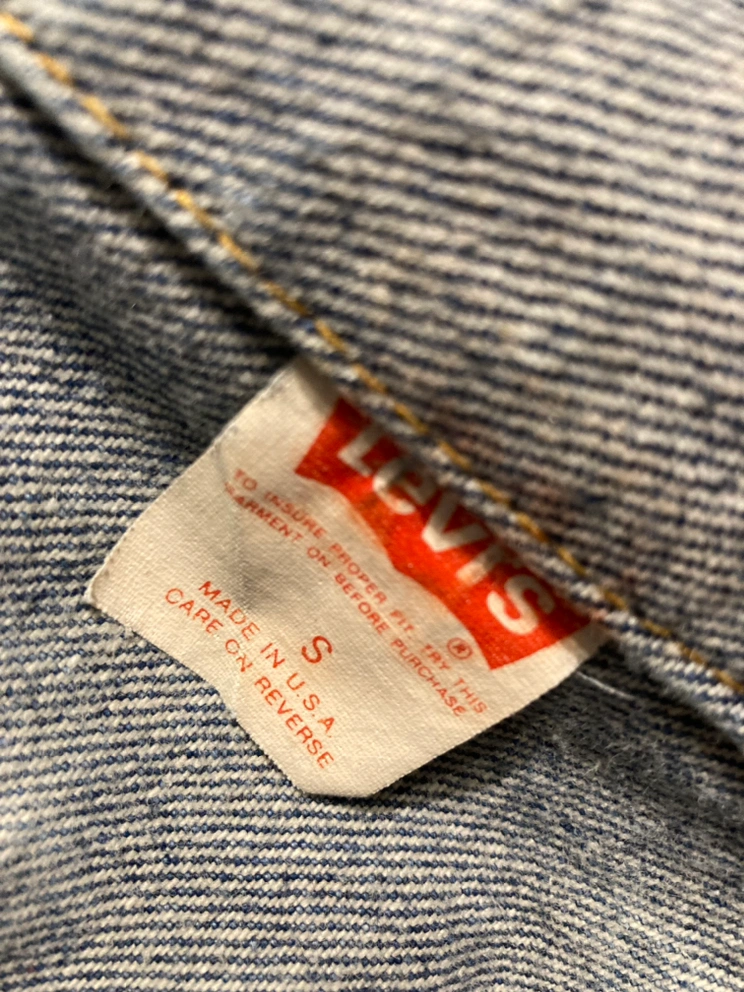 Levi's
®
TO INSURE PROPER FIT, TRY THIS
GARMENT ON BEFORE PURCHASE
S
MADE IN U.S.A.
CARE ON REVERSE